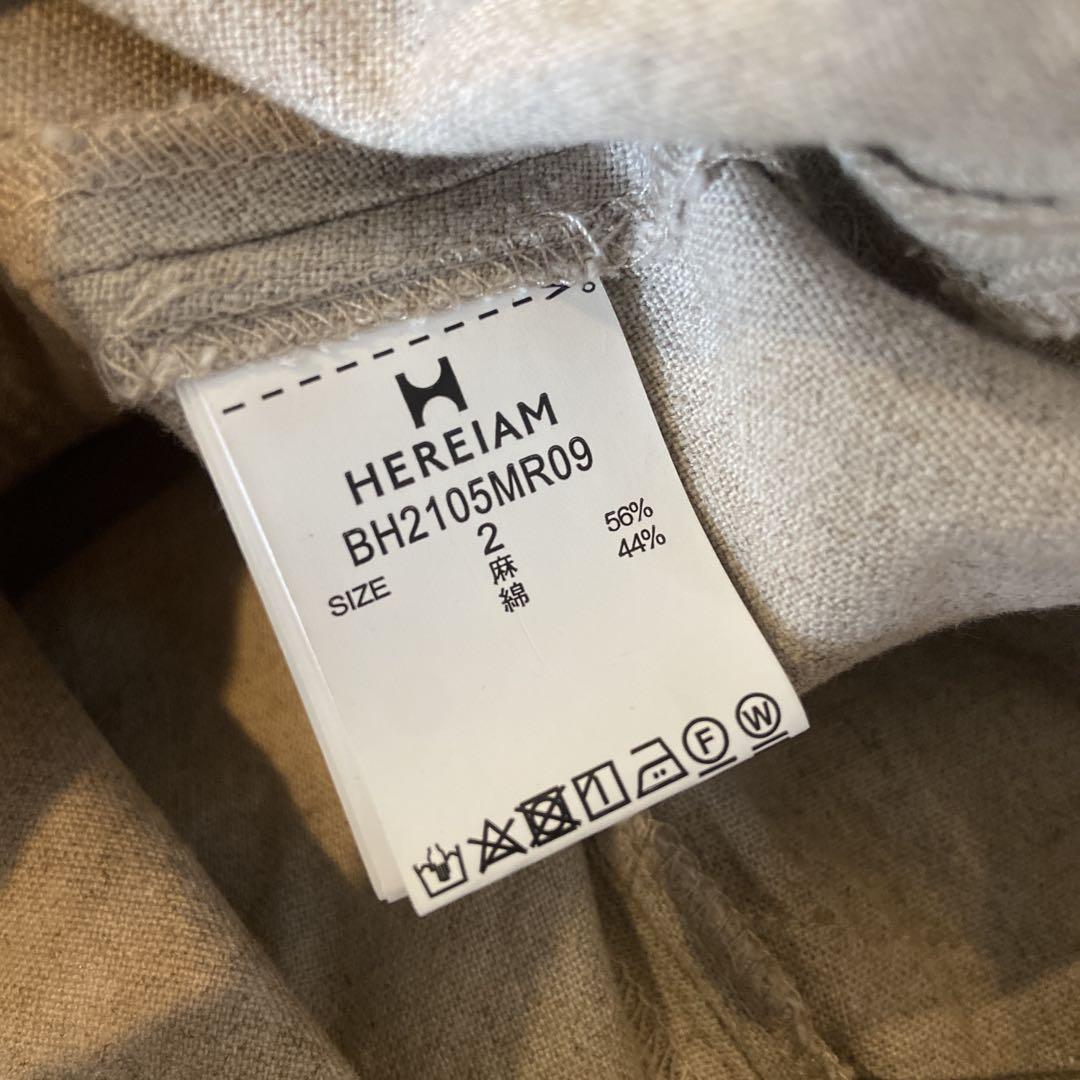 HEREIAM
BH2105MR09
SIZE 2
麻 56%
綿 44%
F W